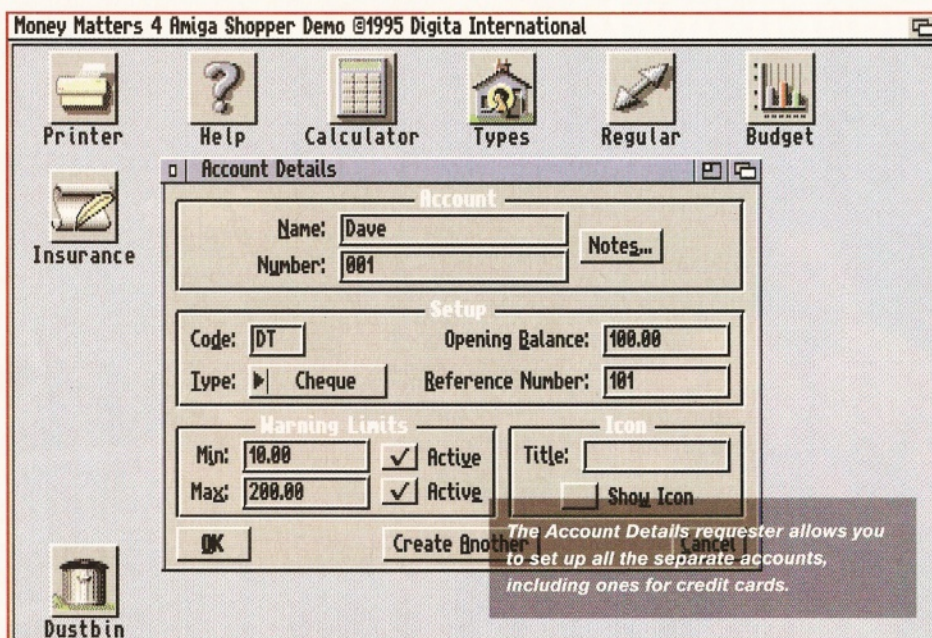 Money Matters 4 Amiga Shopper Demo ©1995 Digita International
Printer
Help
Calculator
Types
Regular
Budget
Insurance
Account Details
Account
Name: Dave
Number: 001
Notes...
Setup
Code: DT
Opening Balance: 100.00
Type: Cheque
Reference Number: 101
Warning Limits
Icon
Min: 10.00
Active
Title:
Max: 200.00
Active
Show Icon
OK
Create Another
Cancel
The Account Details requester allows you
to set up all the separate accounts,
including ones for credit cards.
Dustbin